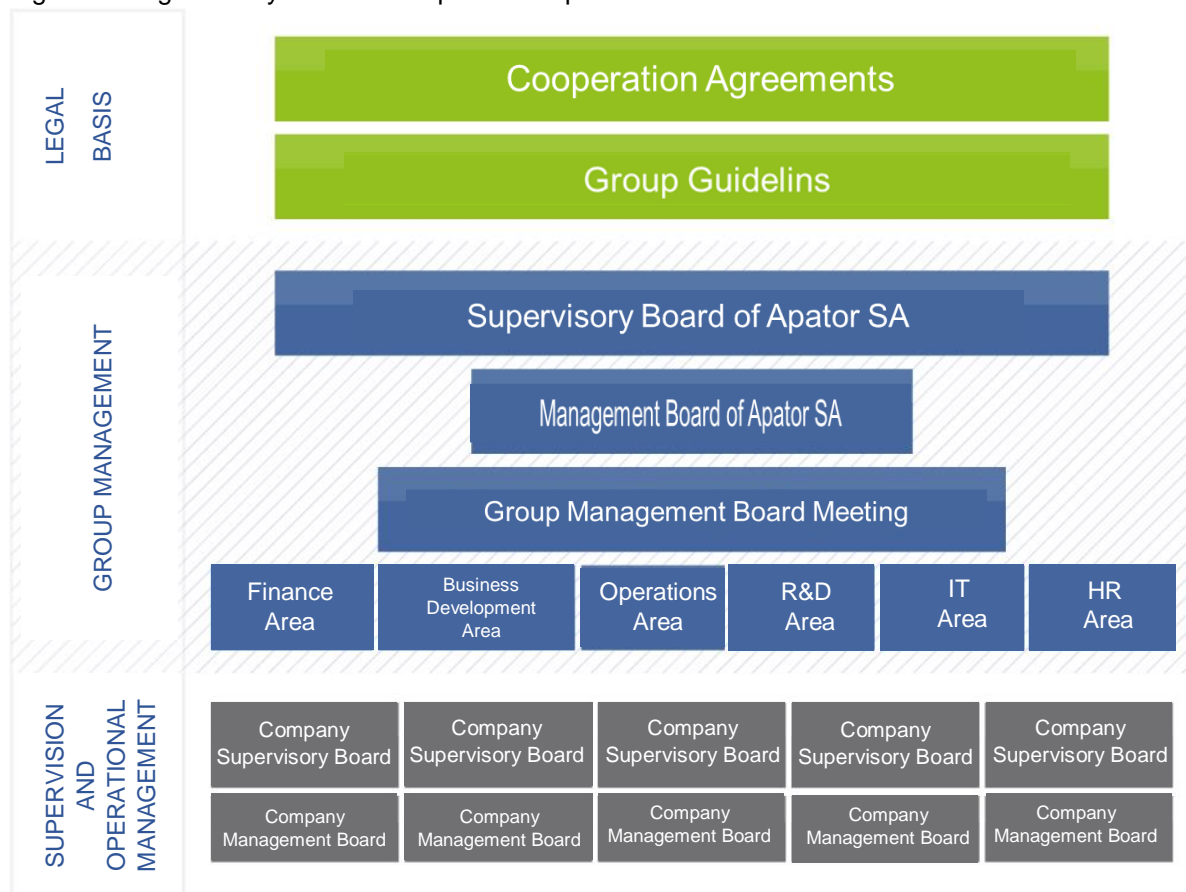 LEGAL
BASIS
Cooperation Agreements
Group Guidelins
GROUP MANAGEMENT
Supervisory Board of Apator SA
Management Board of Apator SA
Group Management Board Meeting
Finance
Area
Business
Development
Area
Operations
Area
R&D
Area
IT
Area
HR
Area
SUPERVISION
AND
OPERATIONAL
MANAGEMENT
Company
Supervisory Board
Company
Supervisory Board
Company
Supervisory Board
Company
Supervisory Board
Company
Supervisory Board
Company
Management Board
Company
Management Board
Company
Management Board
Company
Management Board
Company
Management Board